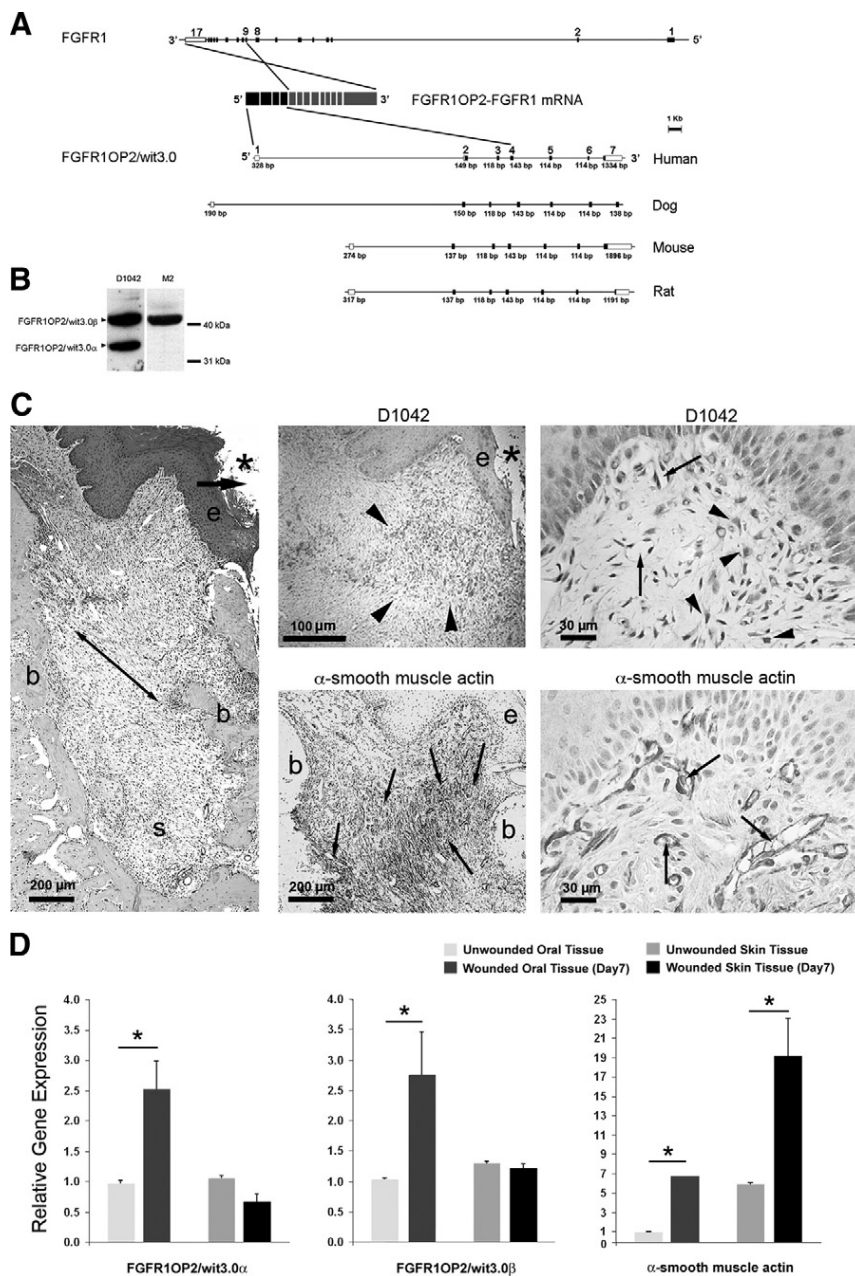 A
FGFR1
3'
17
9
8
2
1
5'
5'
3'
FGFR1OP2-FGFR1 mRNA
1 Kb
FGFR1OP2/wit3.0
5'
1
2
3
4
5
6
7
3'
Human
328 bp
149 bp
118 bp
143 bp
114 bp
114 bp
1334 bp
Dog
190 bp
150 bp
118 bp
143 bp
114 bp
114 bp
138 bp
Mouse
274 bp
137 bp
118 bp
143 bp
114 bp
114 bp
1896 bp
Rat
317 bp
137 bp
118 bp
143 bp
114 bp
114 bp
1191 bp
B
D1042
M2
FGFR1OP2/wit3.0β
40 kDa
FGFR1OP2/wit3.0α
31 kDa
C
D1042
D1042
*
e
b
b
s
200 μm
e
*
100 μm
30 μm
α-smooth muscle actin
α-smooth muscle actin
e
b
b
200 μm
30 μm
D
Unwounded Oral Tissue
Wounded Oral Tissue (Day7)
Unwounded Skin Tissue
Wounded Skin Tissue (Day7)
Relative Gene Expression
4.0
3.5
3.0
2.5
2.0
1.5
1.0
0.5
0.0
*
FGFR1OP2/wit3.0α
4.0
3.5
3.0
2.5
2.0
1.5
1.0
0.5
0.0
*
FGFR1OP2/wit3.0β
25
23
21
19
17
15
13
11
9
7
5
3
1
0
*
*
α-smooth muscle actin